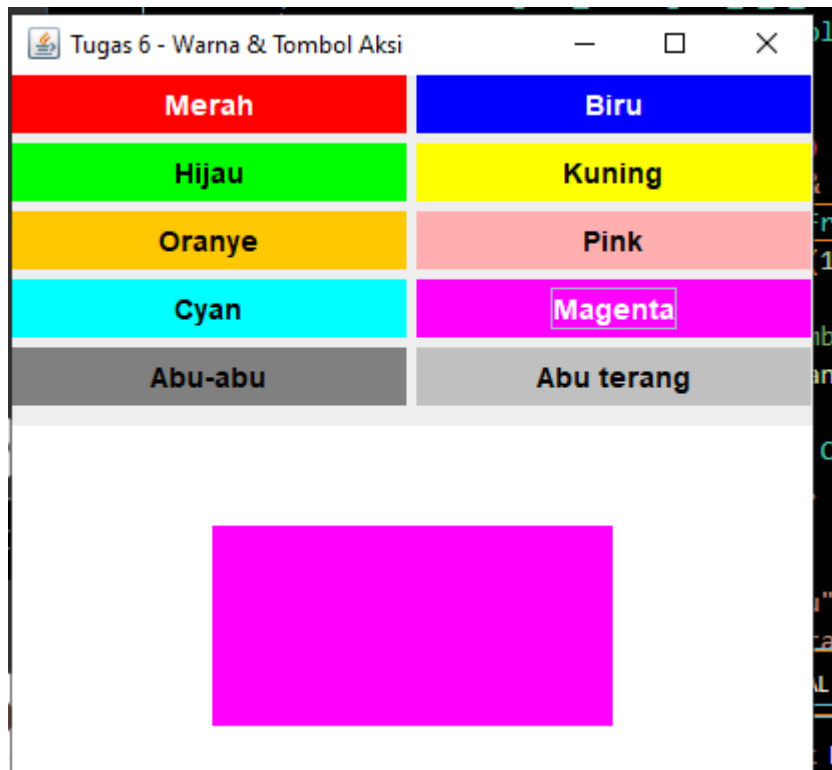 Tugas 6 - Warna & Tombol Aksi
Merah Biru
Hijau Kuning
Oranye Pink
Cyan Magenta
Abu-abu Abu terang